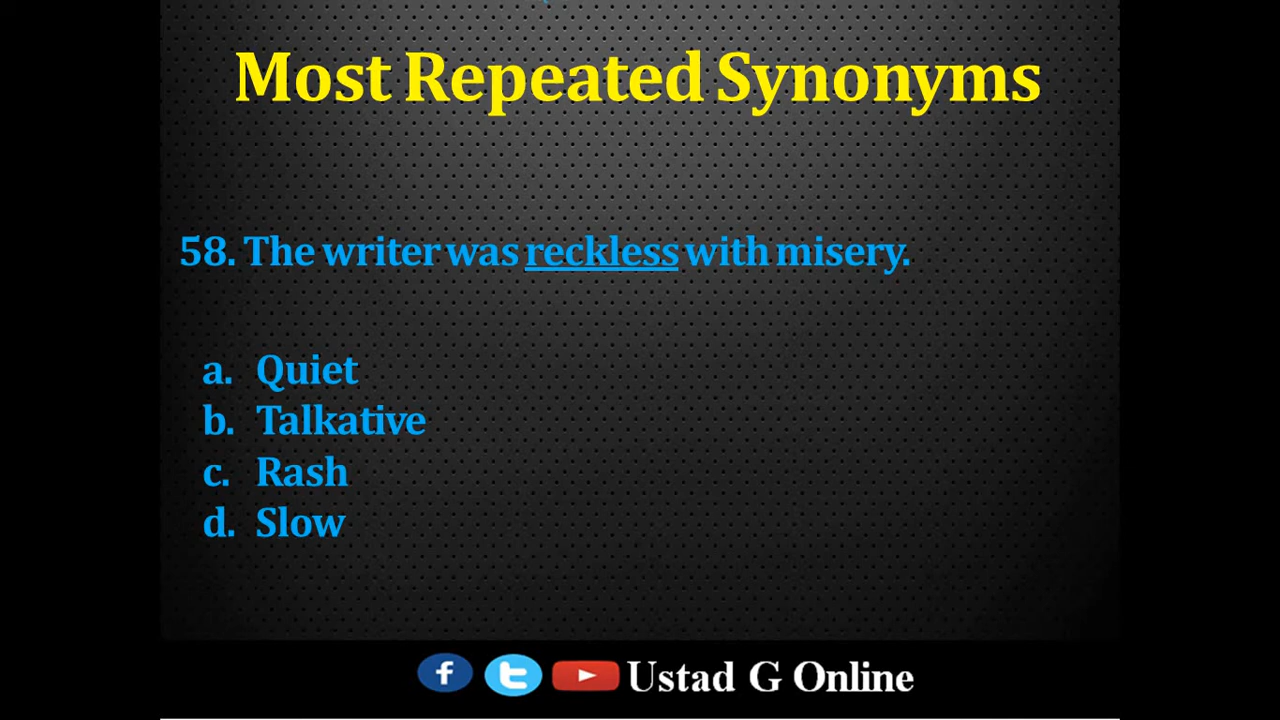 Most Repeated Synonyms
58. The writer was reckless with misery.
a. Quiet
b. Talkative
c. Rash
d. Slow
Ustad G Online